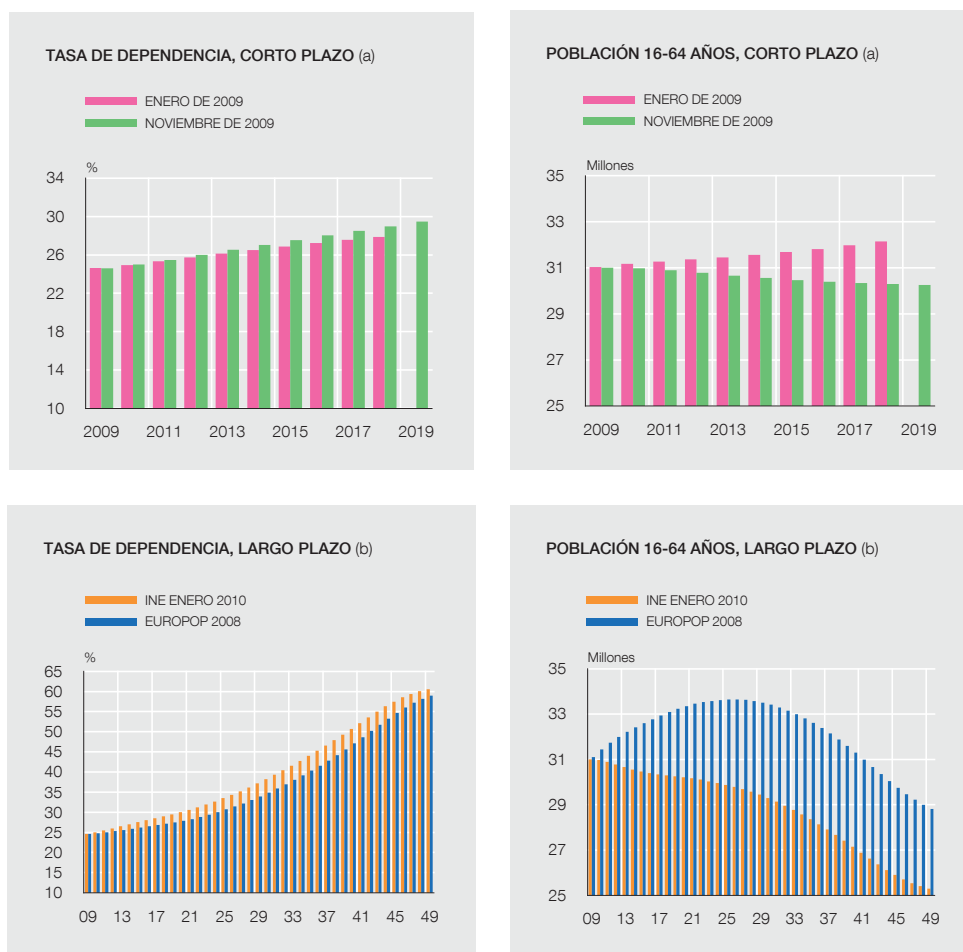 TASA DE DEPENDENCIA, CORTO PLAZO (a)
ENERO DE 2009
NOVIEMBRE DE 2009
%
34
30
26
22
18
14
10
2009 2011 2013 2015 2017 2019
POBLACIÓN 16-64 AÑOS, CORTO PLAZO (a)
ENERO DE 2009
NOVIEMBRE DE 2009
Millones
35
33
31
29
27
25
2009 2011 2013 2015 2017 2019
TASA DE DEPENDENCIA, LARGO PLAZO (b)
INE ENERO 2010
EUROPOP 2008
%
65
60
55
50
45
40
35
30
25
20
15
10
09 13 17 21 25 29 33 37 41 45 49
POBLACIÓN 16-64 AÑOS, LARGO PLAZO (b)
INE ENERO 2010
EUROPOP 2008
Millones
35
33
31
29
27
25
09 13 17 21 25 29 33 37 41 45 49